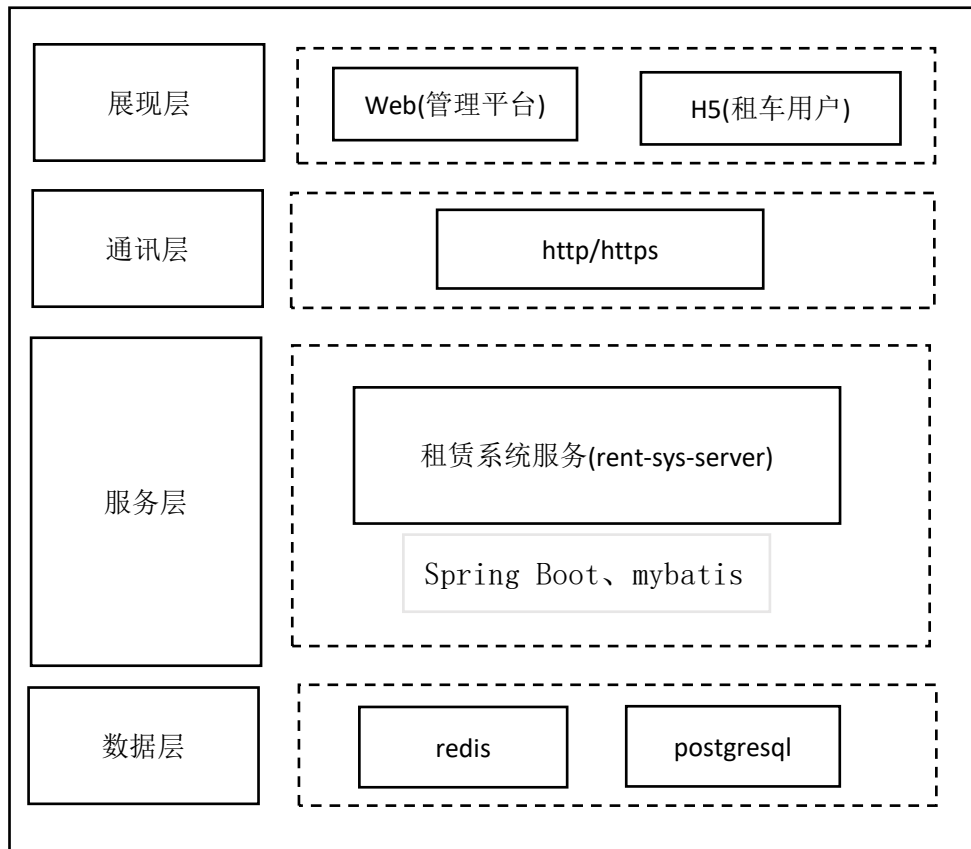 展现层
Web(管理平台)
H5(租车用户)
通讯层
http/https
服务层
租赁系统服务(rent-sys-server)
Spring Boot、mybatis
数据层
redis
postgresql